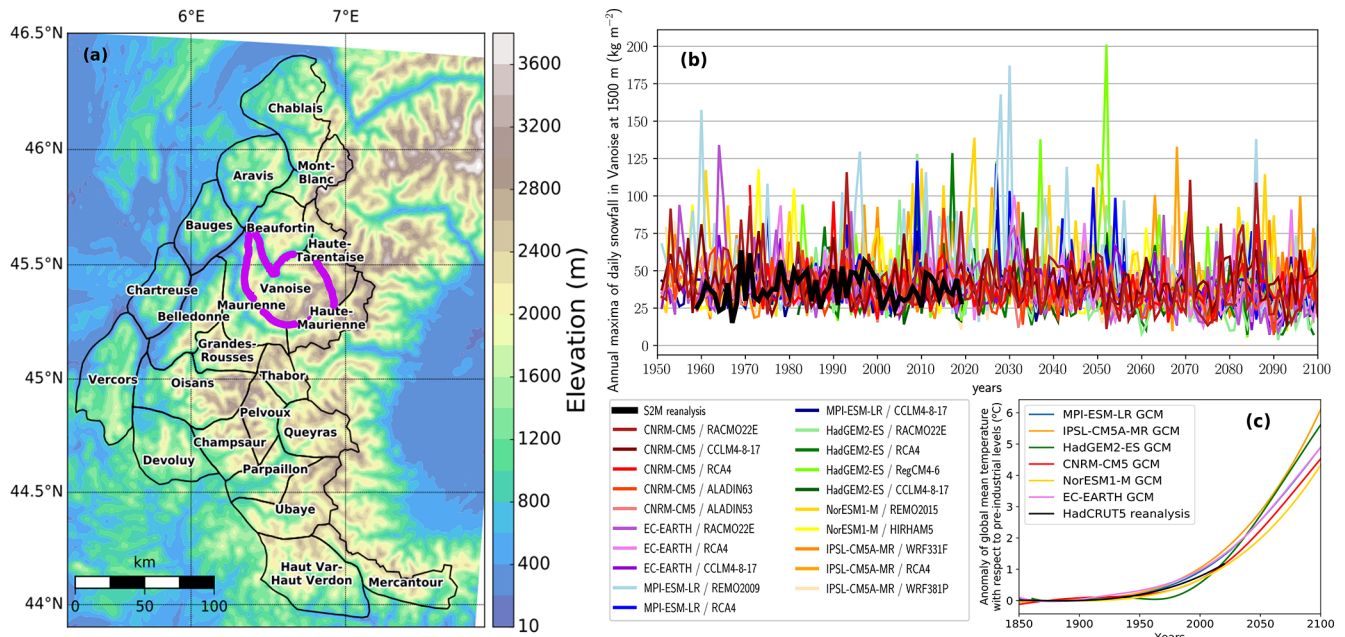 6°E
7°E
46.5°N
46°N
45.5°N
45°N
44.5°N
44°N
(a)
Chablais
Mont-
Blanc
Aravis
Bauges
Beaufortin
Haute-
Tarentaise
Vanoise
Chartreuse
Maurienne
Belledonne
Haute-
Maurienne
Grandes-
Rousses
Vercors
Oisans
Thabor
Pelvoux
Queyras
Champsaur
Devoluy
Parpaillon
Ubaye
Haut Var-
Haut Verdon
Mercantour
km
0
50
100
3600
3200
2800
2400
2000
1600
1200
800
400
10
Elevation (m)
Annual maxima of daily snowfall in Vanoise at 1500 m (kg m−2)
(b)
200
175
150
125
100
75
50
25
0
1950
1960
1970
1980
1990
2000
2010
2020
2030
2040
2050
2060
2070
2080
2090
2100
years
S2M reanalysis
CNRM-CM5 / RACMO22E
CNRM-CM5 / CCLM4-8-17
CNRM-CM5 / RCA4
CNRM-CM5 / ALADIN63
CNRM-CM5 / ALADIN53
EC-EARTH / RACMO22E
EC-EARTH / RCA4
EC-EARTH / CCLM4-8-17
MPI-ESM-LR / REMO2009
MPI-ESM-LR / RCA4
MPI-ESM-LR / CCLM4-8-17
HadGEM2-ES / RACMO22E
HadGEM2-ES / RCA4
HadGEM2-ES / RegCM4-6
HadGEM2-ES / CCLM4-8-17
NorESM1-M / REMO2015
NorESM1-M / HIRHAM5
IPSL-CM5A-MR / WRF331F
IPSL-CM5A-MR / RCA4
IPSL-CM5A-MR / WRF381P
Anomaly of global mean temperature
with respect to pre-industrial levels (°C)
(c)
MPI-ESM-LR GCM
IPSL-CM5A-MR GCM
HadGEM2-ES GCM
CNRM-CM5 GCM
NorESM1-M GCM
EC-EARTH GCM
HadCRUT5 reanalysis
6
5
4
3
2
1
0
1850
1900
1950
2000
2050
2100
Years